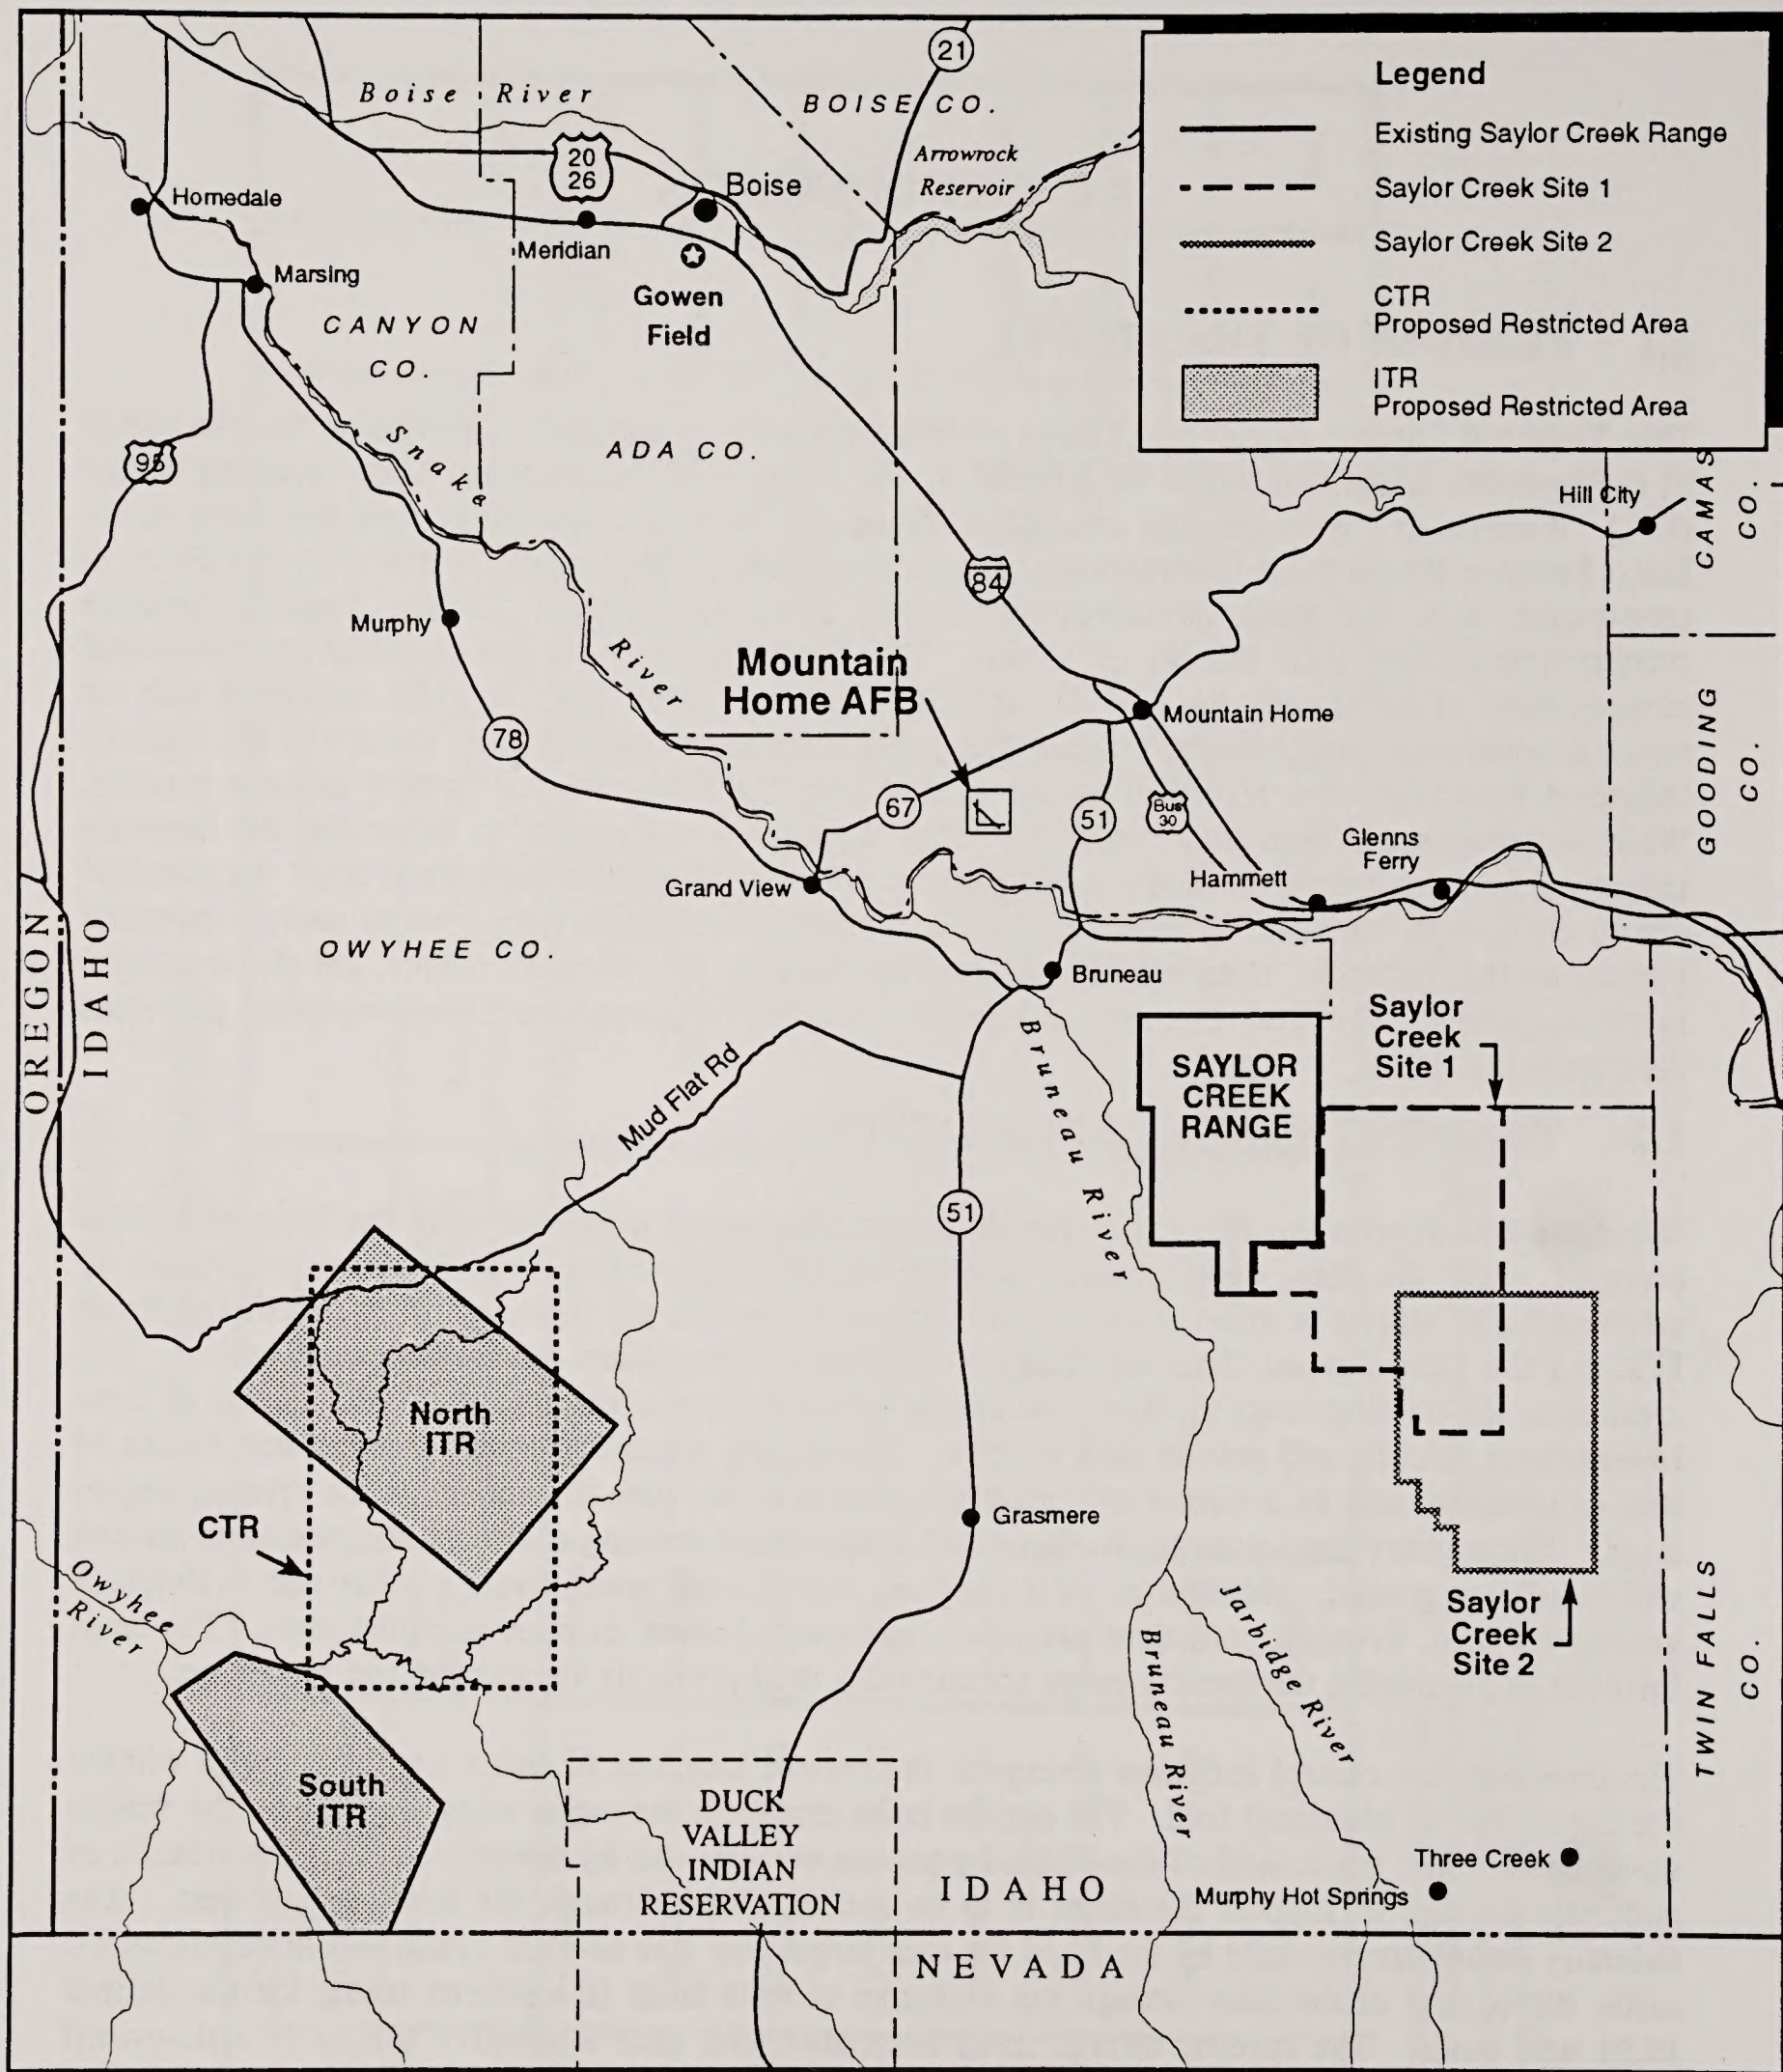 Legend
Existing Saylor Creek Range
Saylor Creek Site 1
Saylor Creek Site 2
CTR
Proposed Restricted Area
ITR
Proposed Restricted Area
21
Boise River
BOISE CO.
20
26
Arrowrock
Reservoir
Boise
Homedale
Meridian
Marsing
Gowen
Field
CANYON
CO.
Snake
ADA CO.
95
CAMAS
CO.
Hill City
84
Murphy
River
Mountain
Home AFB
Mountain Home
GOODING
CO.
78
67
51
Bus
30
Glenns
Ferry
Hammett
Grand View
OREGON
IDAHO
OWYHEE CO.
Bruneau
Saylor
Creek
Site 1
SAYLOR
CREEK
RANGE
Mud Flat Rd
Bruneau River
51
North
ITR
CTR
Grasmere
Owyhee
River
Saylor
Creek
Site 2
Jarbidge River
Bruneau River
TWIN FALLS
CO.
South
ITR
DUCK
VALLEY
INDIAN
RESERVATION
Three Creek
Murphy Hot Springs
IDAHO
NEVADA